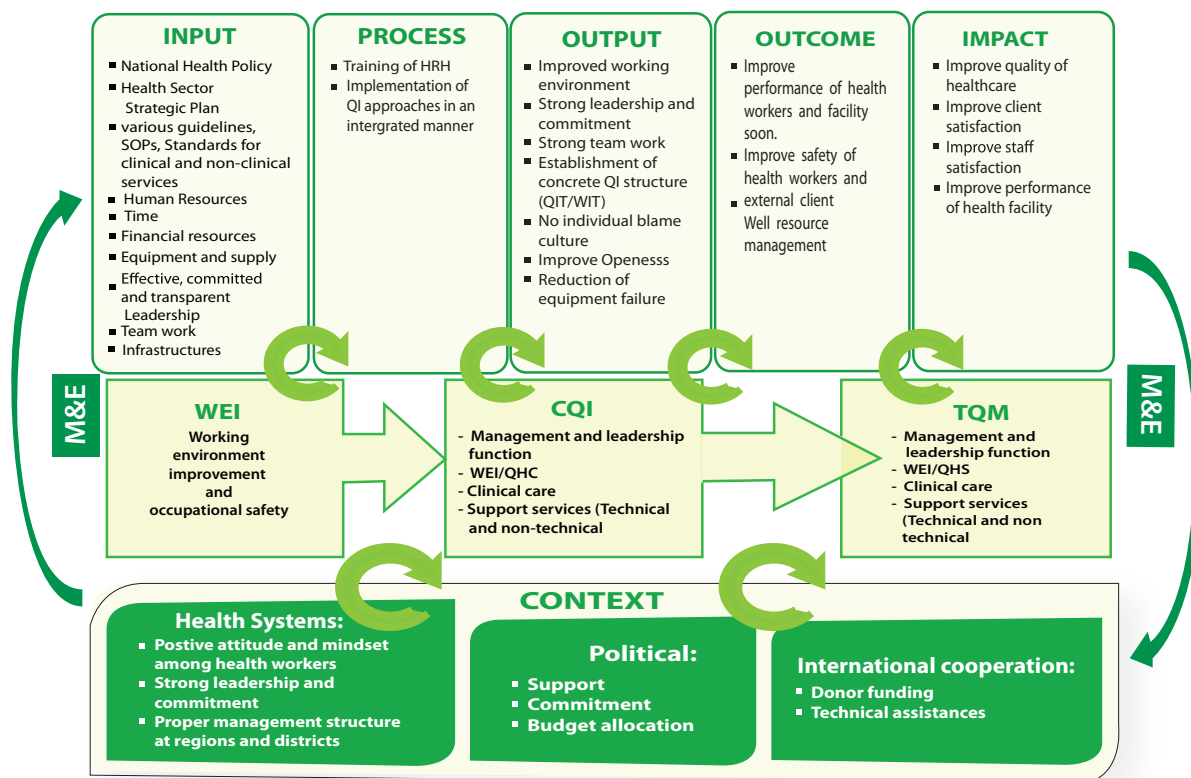 INPUT
▪ National Health Policy
▪ Health Sector
Strategic Plan
▪ various guidelines,
SOPs, Standards for
clinical and non-clinical
services
▪ Human Resources
▪ Time
▪ Financial resources
▪ Equipment and supply
▪ Effective, committed
and transparent
Leadership
▪ Team work
▪ Infrastructures
PROCESS
▪ Training of HRH
▪ Implementation of
QI approaches in an
intergrated manner
OUTPUT
▪ Improved working
environment
▪ Strong leadership and
commitment
▪ Strong team work
▪ Establishment of
concrete QI structure
(QIT/WIT)
▪ No individual blame
culture
▪ Improve Openesss
▪ Reduction of
equipment failure
OUTCOME
▪ Improve
performance of health
workers and facility
soon.
▪ Improve safety of
health workers and
▪ external client
Well resource
management
IMPACT
▪ Improve quality of
healthcare
▪ Improve client
satisfaction
▪ Improve staff
satisfaction
▪ Improve performance
of health facility
M&E
WEI
Working
environment
improvement
and
occupational safety
CQI
- Management and leadership
function
- WEI/QHC
- Clinical care
- Support services (Technical
and non-technical
TQM
- Management and
leadership function
- WEI/QHS
- Clinical care
- Support services
(Technical and non
technical
M&E
CONTEXT
Health Systems:
▪ Postive attitude and mindset
among health workers
▪ Strong leadership and
commitment
▪ Proper management structure
at regions and districts
Political:
▪ Support
▪ Commitment
▪ Budget allocation
International cooperation:
▪ Donor funding
▪ Technical assistances